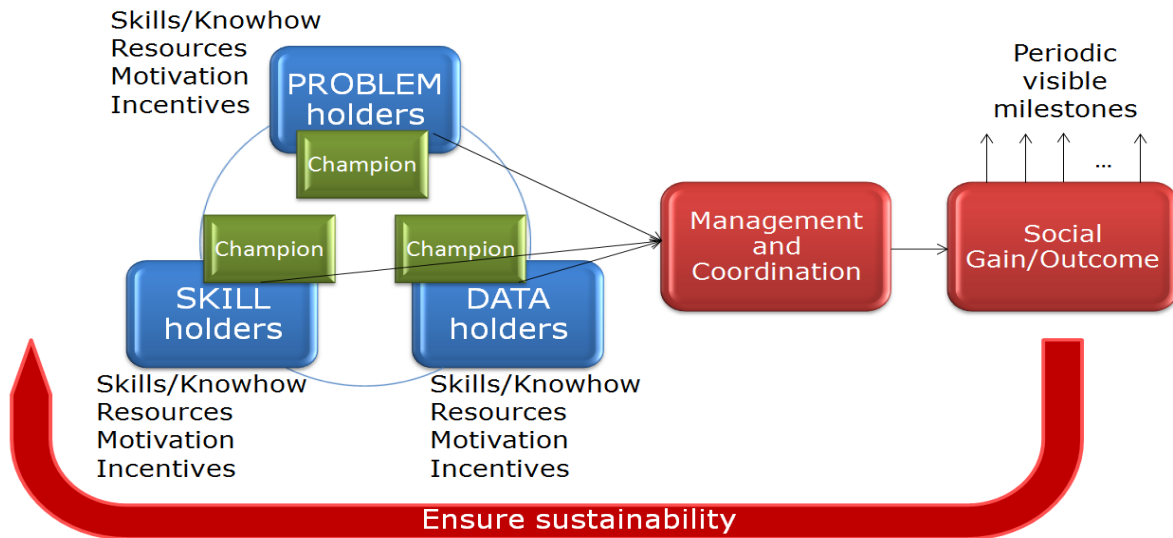 Skills/Knowhow
Resources
Motivation
Incentives
PROBLEM
holders
Champion
Champion
Champion
SKILL
holders
DATA
holders
Skills/Knowhow
Resources
Motivation
Incentives
Skills/Knowhow
Resources
Motivation
Incentives
Management
and
Coordination
Periodic
visible
milestones
...
Social
Gain/Outcome
Ensure sustainability